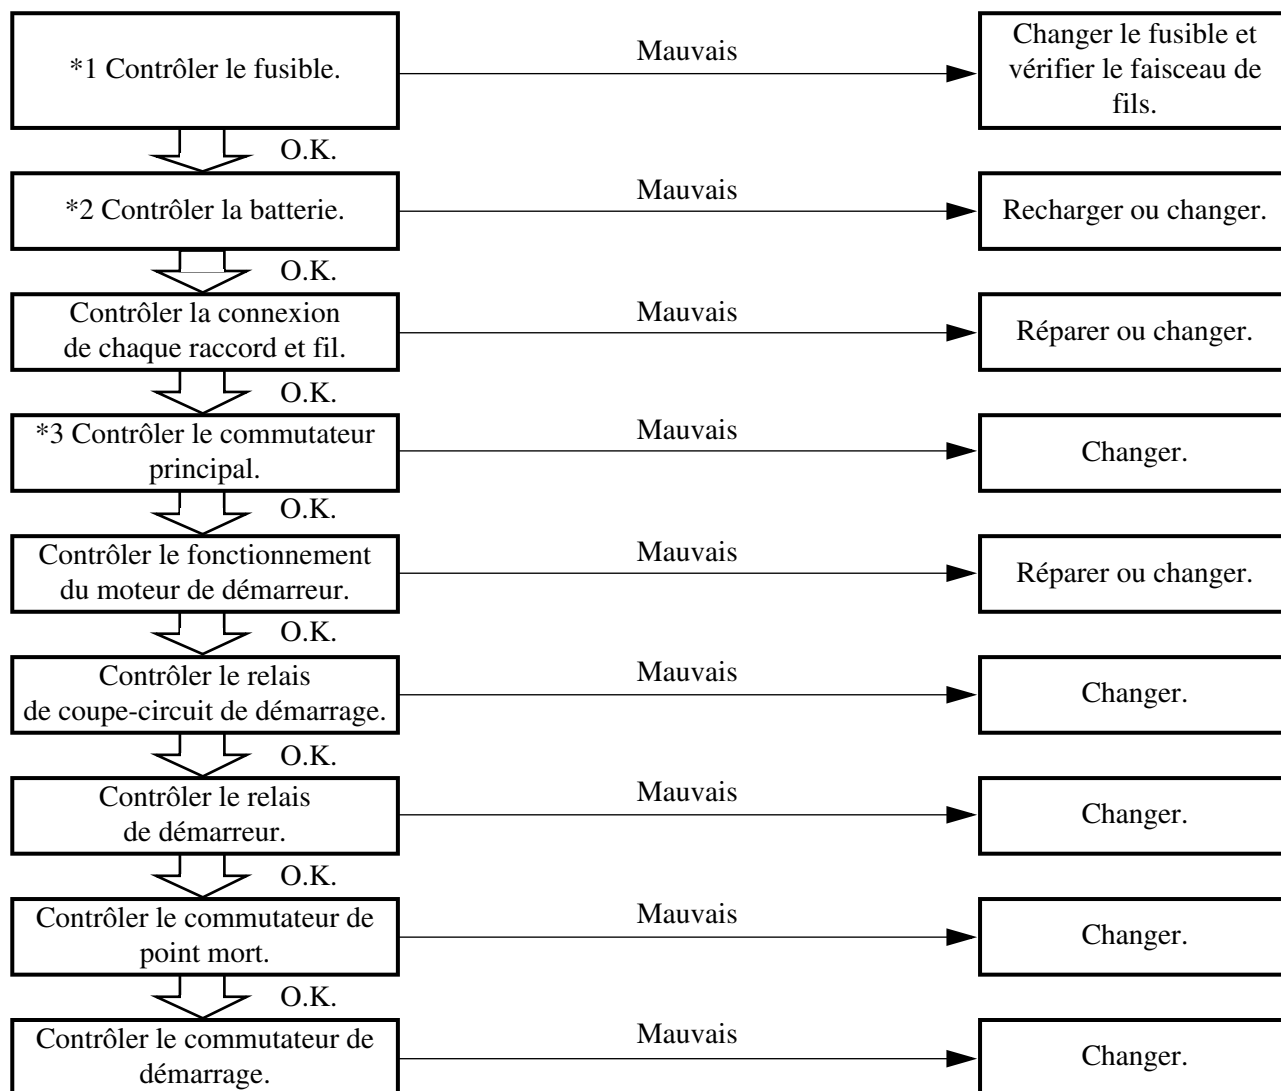 *1 Contrôler le fusible.
Mauvais
Changer le fusible et
vérifier le faisceau de
fils.
O.K.
*2 Contrôler la batterie.
Mauvais
Recharger ou changer.
O.K.
Contrôler la connexion
de chaque raccord et fil.
Mauvais
Réparer ou changer.
O.K.
*3 Contrôler le commutateur
principal.
Mauvais
Changer.
O.K.
Contrôler le fonctionnement
du moteur de démarreur.
Mauvais
Réparer ou changer.
O.K.
Contrôler le relais
de coupe-circuit de démarrage.
Mauvais
Changer.
O.K.
Contrôler le relais
de démarreur.
Mauvais
Changer.
O.K.
Contrôler le commutateur de
point mort.
Mauvais
Changer.
O.K.
Contrôler le commutateur de
démarrage.
Mauvais
Changer.